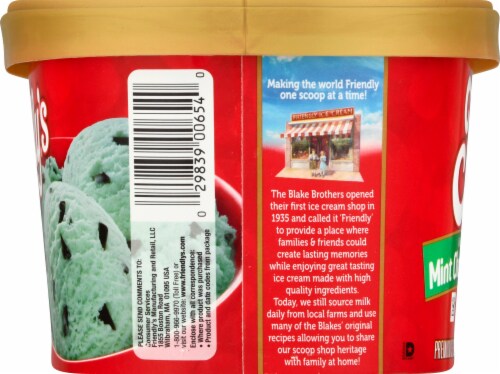 's
PLEASE SEND COMMENTS TO:
Consumer Services
Friendly's Manufacturing and Retail, LLC
1855 Boston Road
Wilbraham, MA 01095 USA
1-800-966-9970 (Toll Free) or
visit our website: www.friendlys.com
Enclose with all correspondence:
• Where product was purchased
• Product and date codes from package
0 29839 00654 0
Making the world Friendly
one scoop at a time!
The Blake Brothers opened
their first ice cream shop in
1935 and called it 'Friendly'
to provide a place where
families & friends could
create lasting memories
while enjoying great tasting
ice cream made with high
quality ingredients.
Today, we still source milk
daily from local farms and use
many of the Blakes' original
recipes allowing you to share
our scoop shop heritage
with family at home!
D
Mint